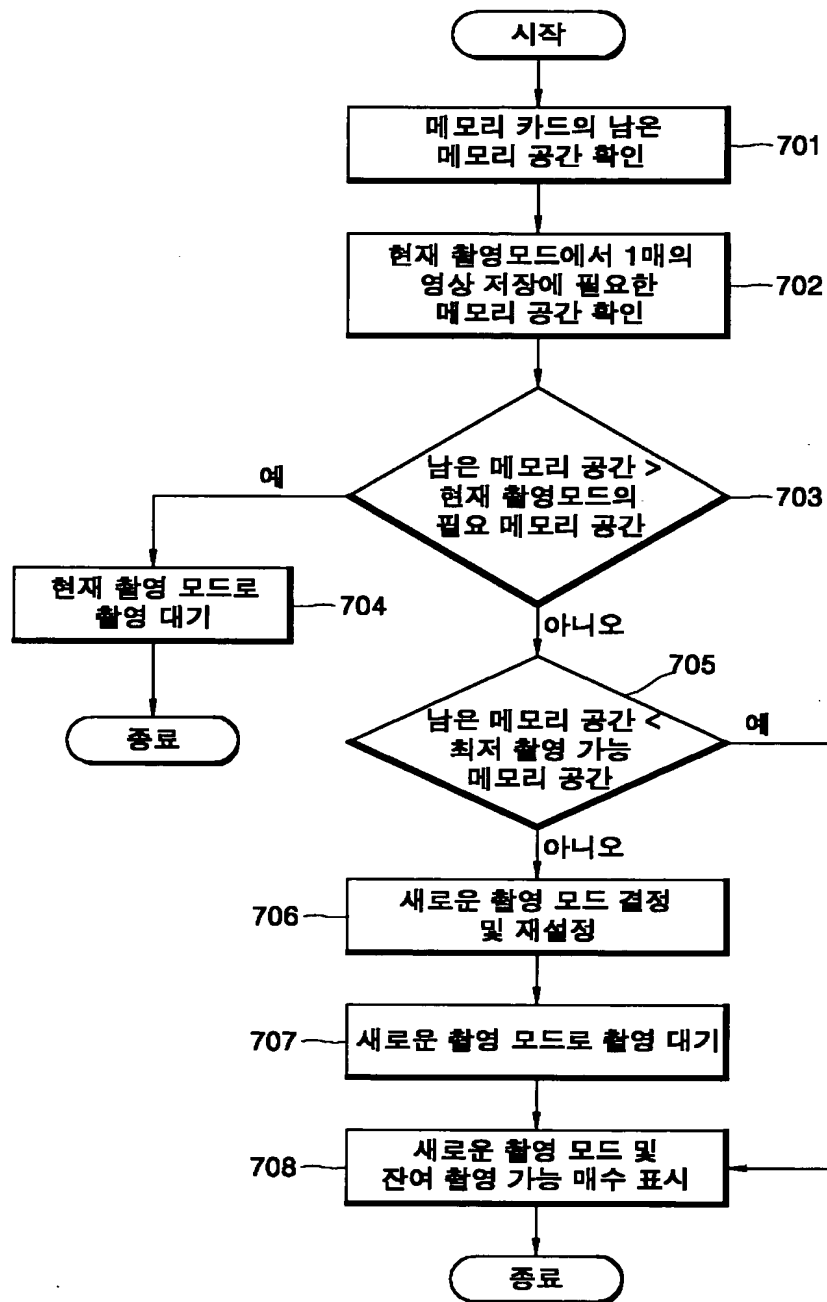 시작
메모리 카드의 남은
메모리 공간 확인
701
현재 촬영모드에서 1매의
영상 저장에 필요한
메모리 공간 확인
702
남은 메모리 공간 >
현재 촬영모드의
필요 메모리 공간
703
예
현재 촬영 모드로
촬영 대기
704
종료
아니오
705
남은 메모리 공간 <
최저 촬영 가능
메모리 공간
예
아니오
706
새로운 촬영 모드 결정
및 재설정
707
새로운 촬영 모드로 촬영 대기
708
새로운 촬영 모드 및
잔여 촬영 가능 매수 표시
종료